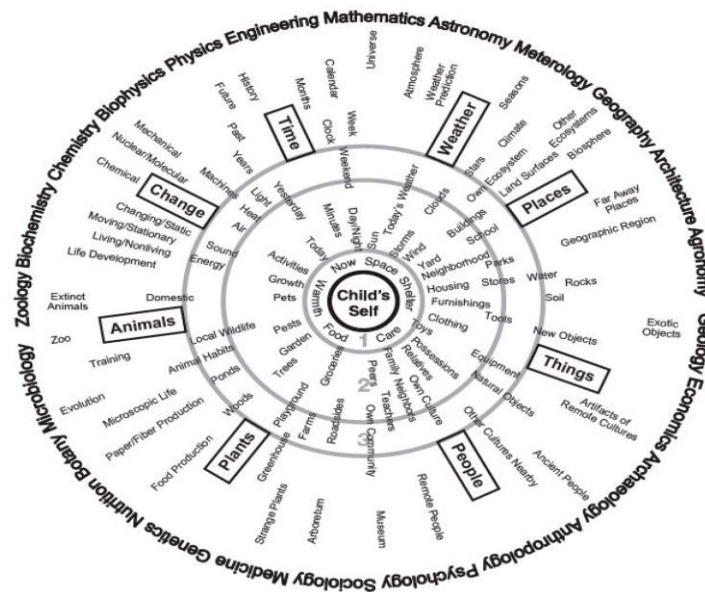 Zoology Biochemistry Chemistry Biophysics Physics Engineering Mathematics Astronomy Meterology Geography Architecture Agronomy
Geology Economics Archaeology Anthropology Psychology Sociology Medicine Genetics Nutrition Botany Microbiology
Time
Weather
Places
Things
People
Plants
Animals
Change
Child's
Self
Now
Space
Shelter
Toys
Care
Food
Warmth
1
2
3
Universe
Atmosphere
Weather
Prediction
Seasons
Climate
Stars
Today's Weather
Clouds
Sun
Storms
Wind
Other
Ecosystems
Biosphere
Own Ecosystem
Land Surfaces
Far Away
Places
Geographic Region
Buildings
School
Yard
Neighborhood
Parks
Housing
Stores
Water
Rocks
Soil
Furnishings
Clothing
Tools
New Objects
Exotic
Objects
Equipment
Natural Objects
Artifacts of
Remote Cultures
Possessions
Relatives
Family
Own Culture
Neighbors
Peers
Teachers
Other Cultures Nearby
Ancient People
Remote People
Own Community
Museum
Groceries
Roadsides
Arboretum
Playground
Farms
Greenhouse
Strange Plants
Garden
Trees
Woods
Food Production
Paper/Fiber Production
Microscopic Life
Ponds
Evolution
Pests
Animal Habits
Local Wildlife
Training
Zoo
Pets
Domestic
Extinct
Animals
Growth
Activities
Energy
Sound
Life Development
Living/Nonliving
Moving/Stationary
Changing/Static
Air
Heat
Light
Machines
Chemical
Nuclear/Molecular
Mechanical
Today
Yesterday
Years
Past
Future
History
Minutes
Day/Night
Months
Clock
Weekend
Calendar
Week